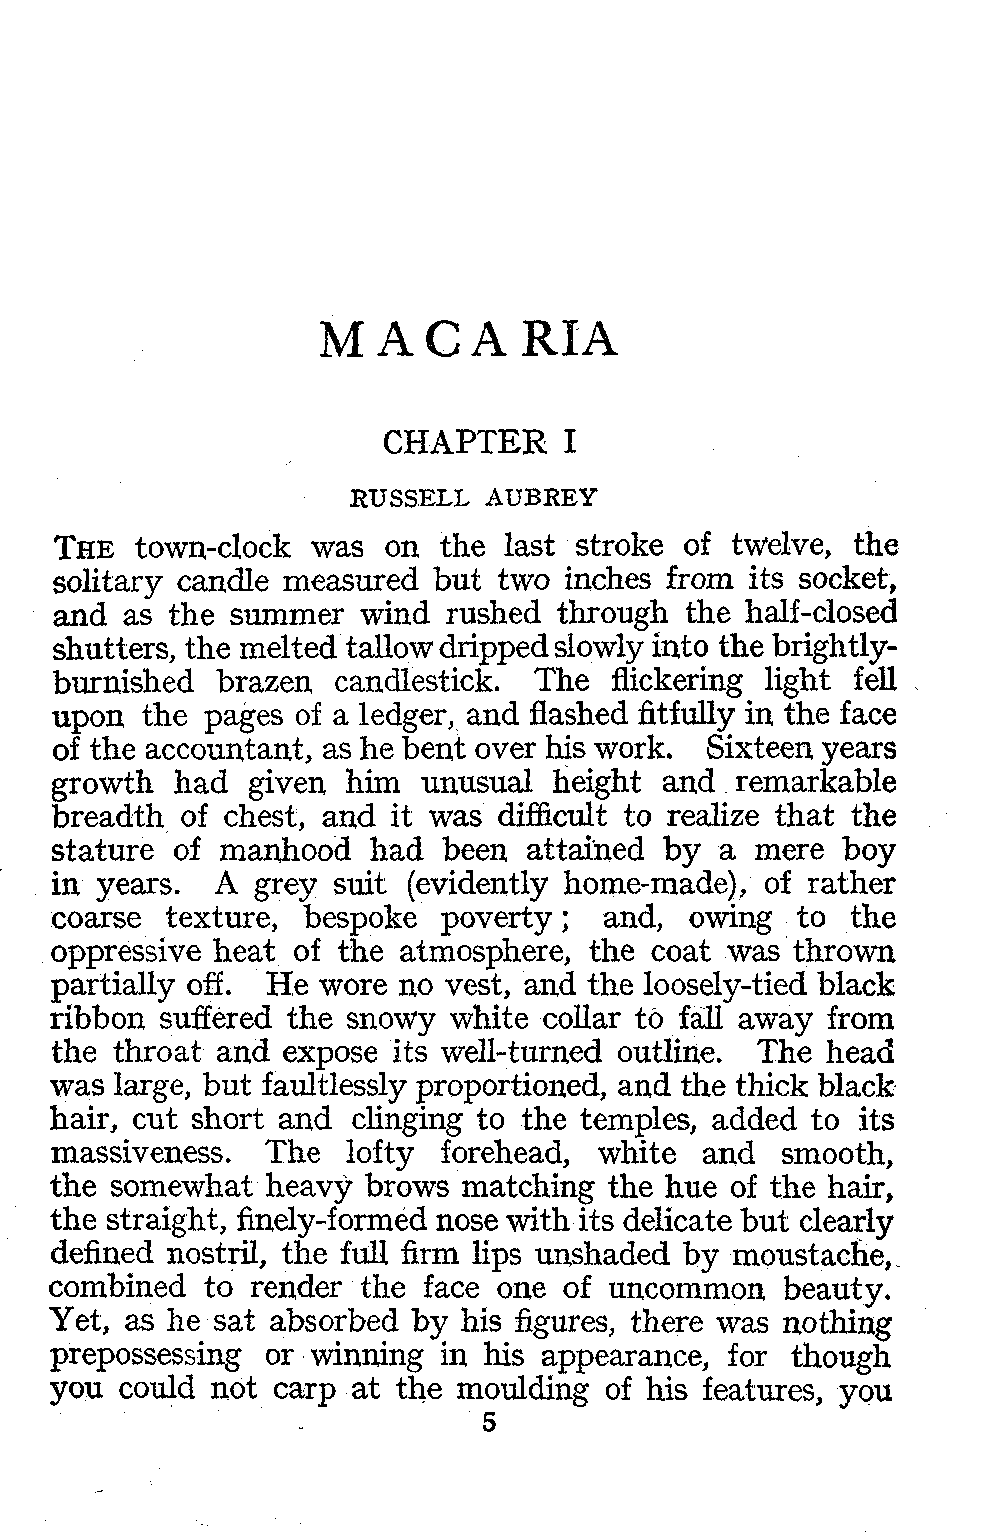 MACARIA
CHAPTER I
RUSSELL AUBREY
THE town-clock was on the last stroke of twelve, the
solitary candle measured but two inches from its socket,
and as the summer wind rushed through the half-closed
shutters, the melted tallow dripped slowly into the brightly-
burnished brazen candlestick. The flickering light fell
upon the pages of a ledger, and flashed fitfully in the face
of the accountant, as he bent over his work. Sixteen years
growth had given him unusual height and remarkable
breadth of chest, and it was difficult to realize that the
stature of manhood had been attained by a mere boy
in years. A grey suit (evidently home-made), of rather
coarse texture, bespoke poverty; and, owing to the
oppressive heat of the atmosphere, the coat was thrown
partially off. He wore no vest, and the loosely-tied black
ribbon suffered the snowy white collar to fall away from
the throat and expose its well-turned outline. The head
was large, but faultlessly proportioned, and the thick black
hair, cut short and clinging to the temples, added to its
massiveness. The lofty forehead, white and smooth,
the somewhat heavy brows matching the hue of the hair,
the straight, finely-formed nose with its delicate but clearly
defined nostril, the full firm lips unshaded by moustache,
combined to render the face one of uncommon beauty.
Yet, as he sat absorbed by his figures, there was nothing
prepossessing or winning in his appearance, for though
you could not carp at the moulding of his features, you
5